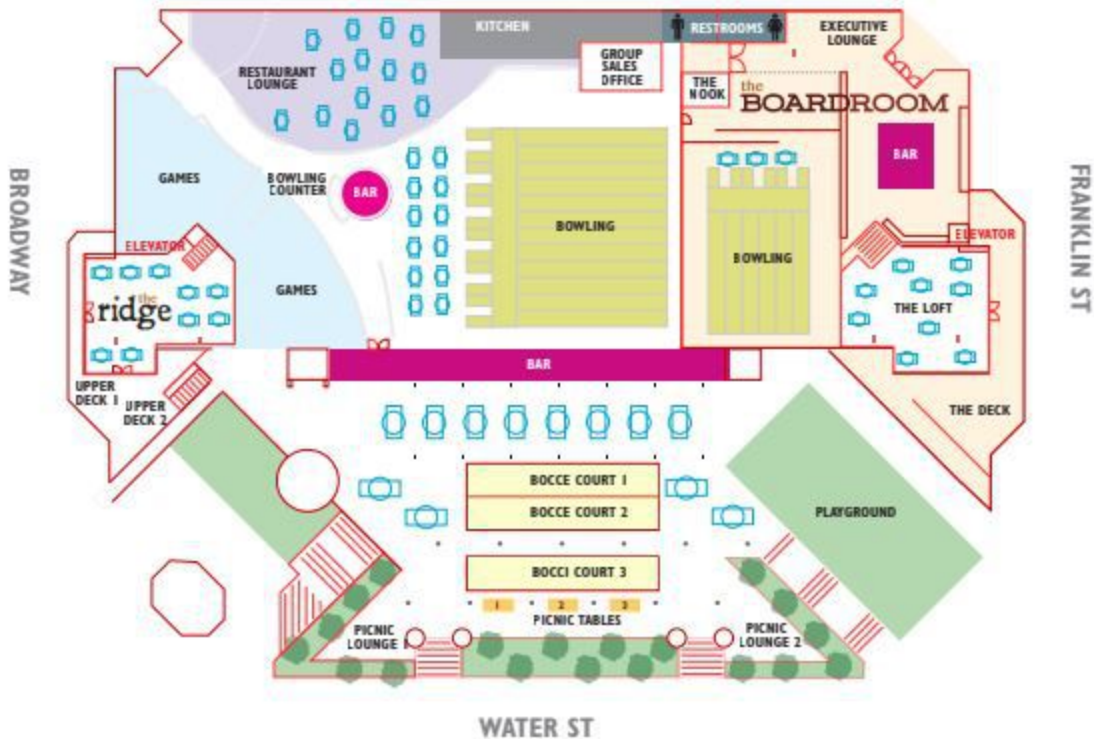 KITCHEN
RESTROOMS
EXECUTIVE
LOUNGE
GROUP
SALES
OFFICE
RESTAURANT
LOUNGE
THE
NOOK
the
BOARDROOM
BAR
GAMES
BOWLING
COUNTER
BAR
BOWLING
BOWLING
BROADWAY
FRANKLIN ST
ELEVATOR
ELEVATOR
GAMES
the
ridge
THE LOFT
BAR
UPPER
DECK 1
UPPER
DECK 2
THE DECK
BOCCE COURT 1
BOCCE COURT 2
PLAYGROUND
BOCCI COURT 3
1
2
3
PICNIC TABLES
PICNIC
LOUNGE 1
PICNIC
LOUNGE 2
WATER ST